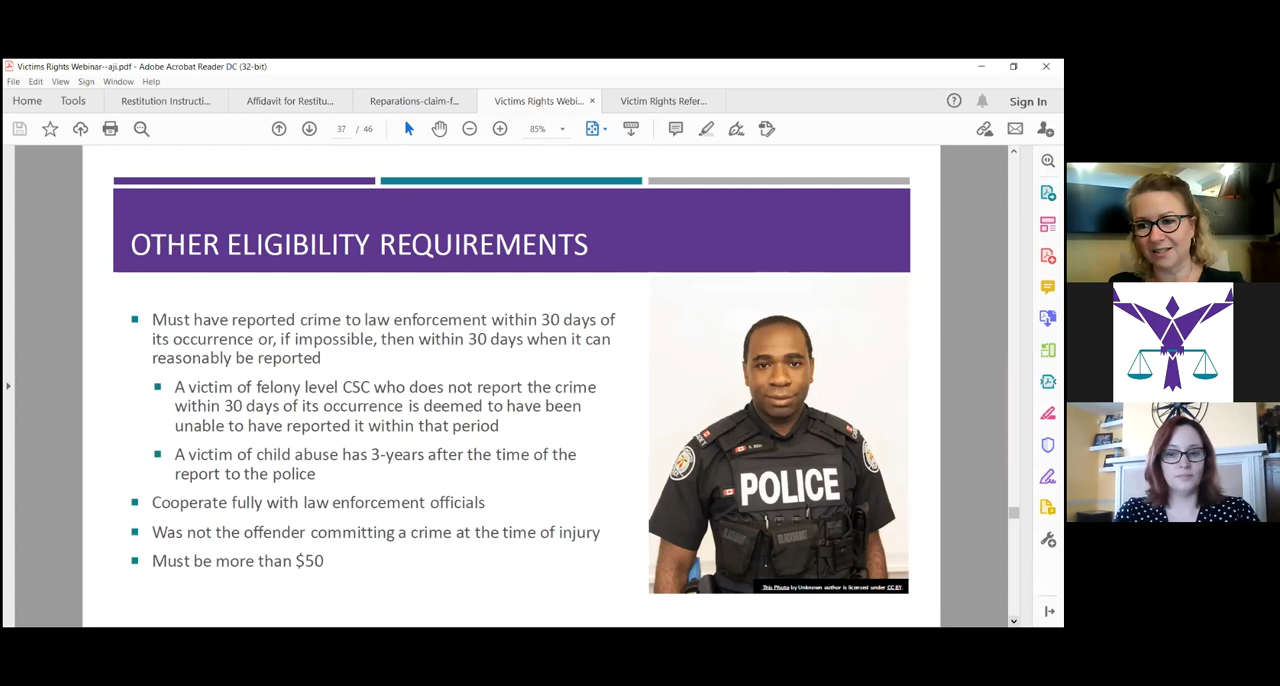 Victims Rights Webinar--aji.pdf - Adobe Acrobat Reader DC (32-bit)
File Edit View Sign Window Help
Home Tools Restitution Instructi... Affidavit for Restitu... Reparations-claim-f... Victims Rights Webi... × Victim Rights Refer... Sign In
37 / 46 85%
OTHER ELIGIBILITY REQUIREMENTS
Must have reported crime to law enforcement within 30 days of
its occurrence or, if impossible, then within 30 days when it can
reasonably be reported
A victim of felony level CSC who does not report the crime
within 30 days of its occurrence is deemed to have been
unable to have reported it within that period
A victim of child abuse has 3-years after the time of the
report to the police
Cooperate fully with law enforcement officials
Was not the offender committing a crime at the time of injury
Must be more than $50
POLICE
This Photo by Unknown author is licensed under CC BY.